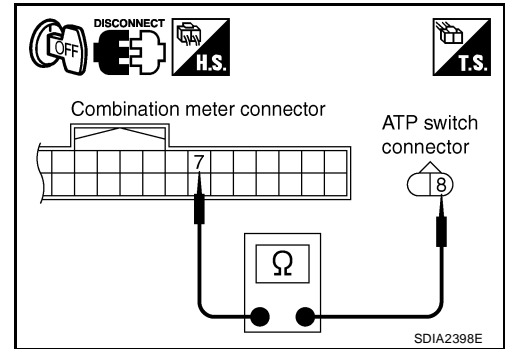 OFF
DISCONNECT
H.S.
T.S.
Combination meter connector
ATP switch
connector
7
8
Ω
SDIA2398E